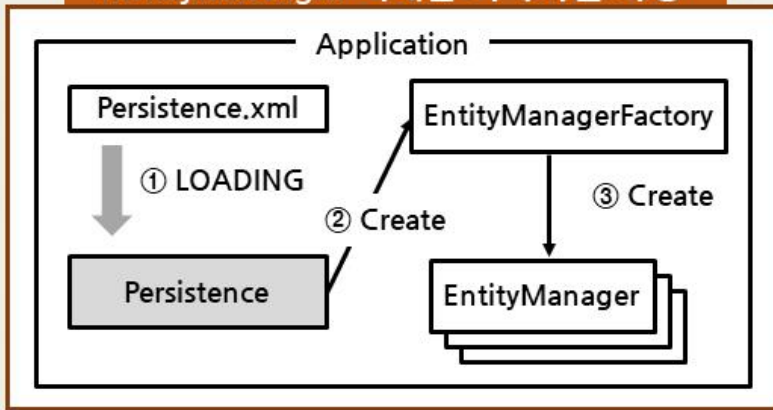 Application
Persistence.xml
EntityManagerFactory
① LOADING
② Create
③ Create
Persistence
EntityManager